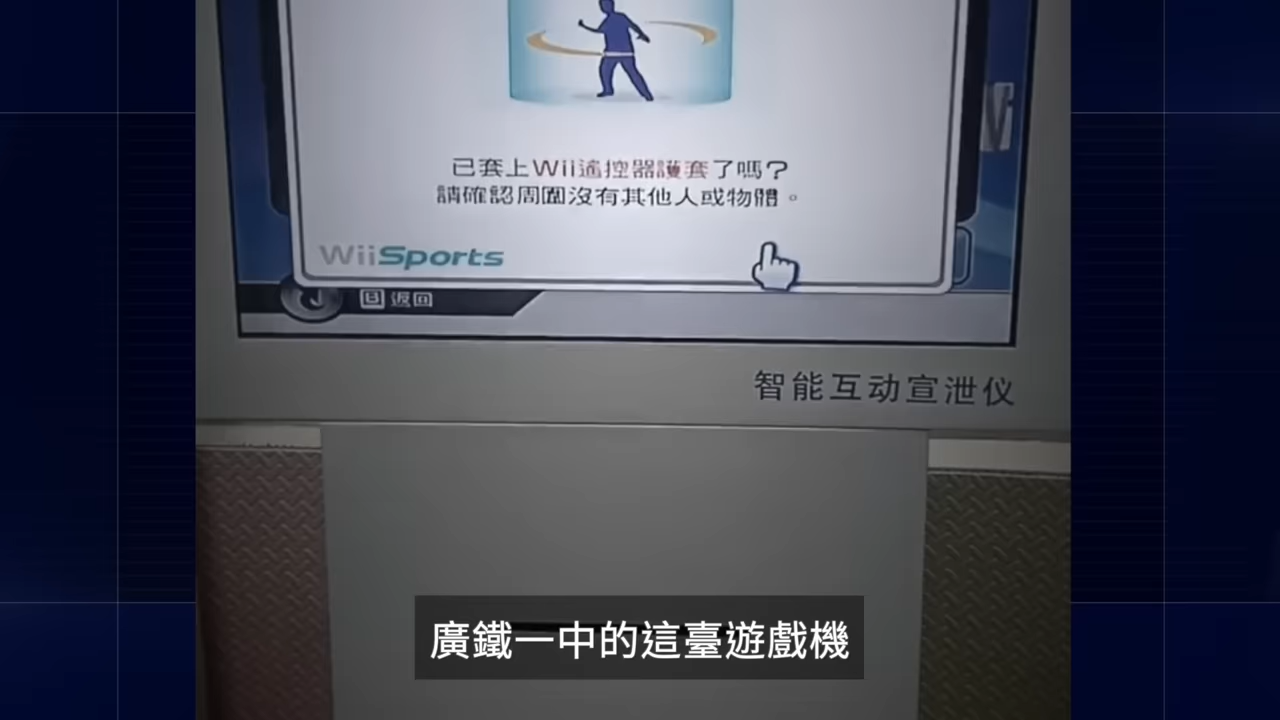 已套上Wii遙控器護套了嗎？
請確認周圍沒有其他人或物體。
WiiSports
B 返回
智能互动宣泄仪
廣鐵一中的這臺遊戲機